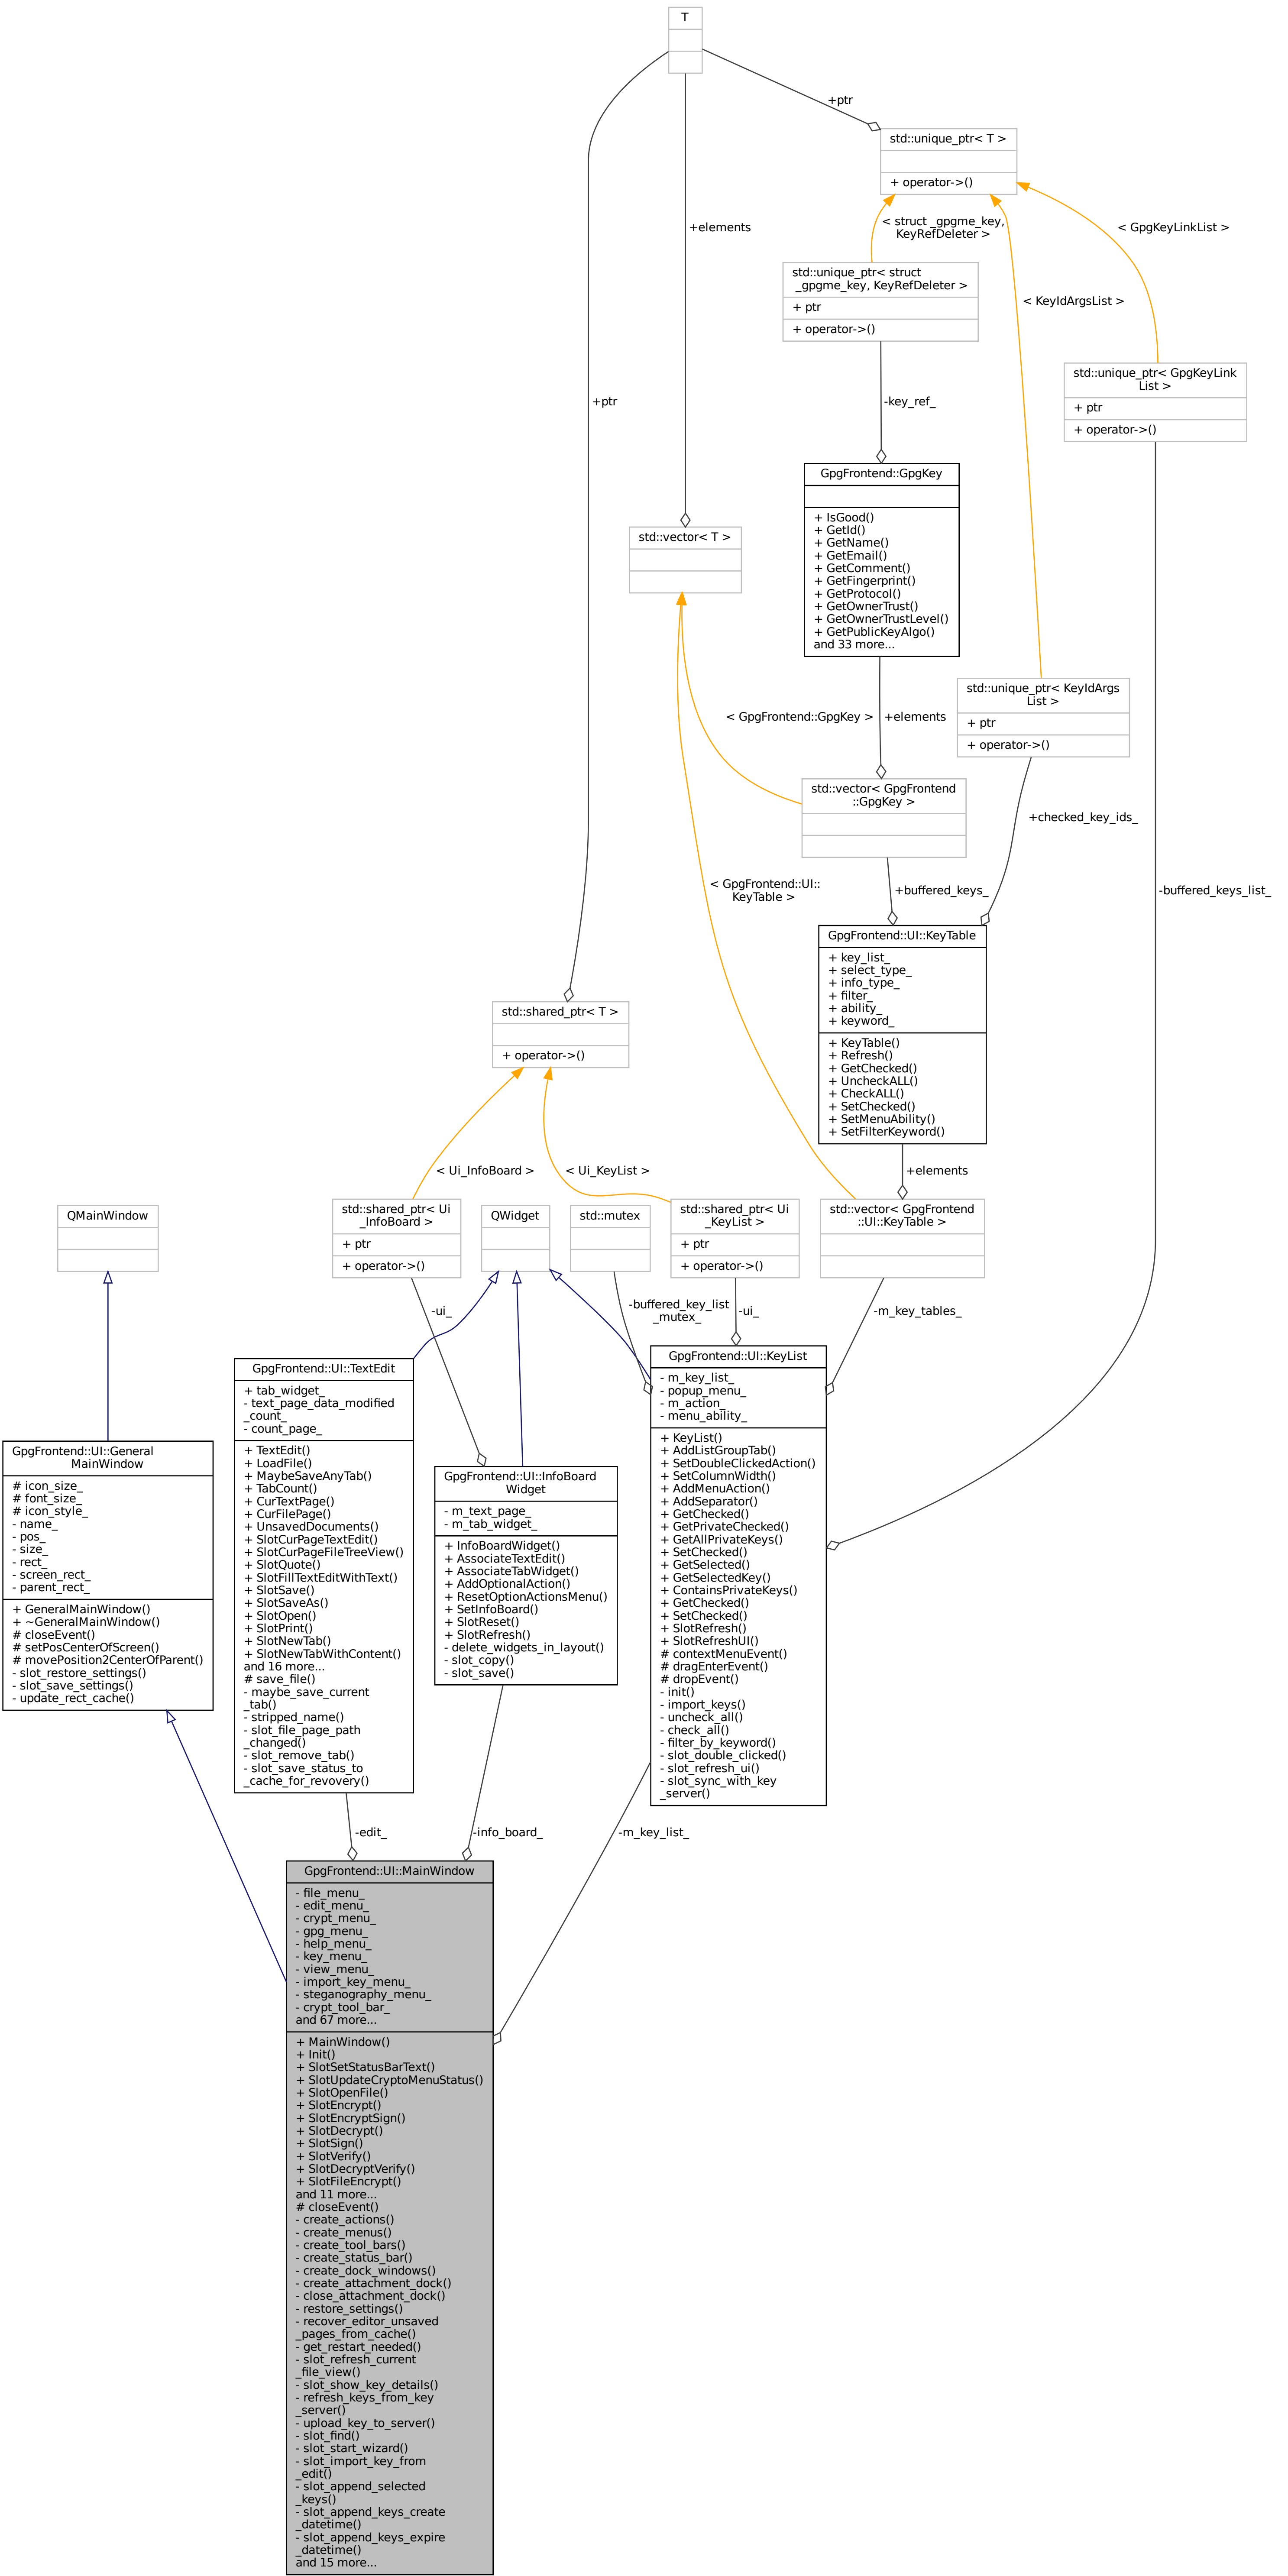 T
+ptr
std::unique_ptr< T >
+ operator->()
+elements
< struct _gpgme_key,
KeyRefDeleter >
< GpgKeyLinkList >
std::unique_ptr< struct
_gpgme_key, KeyRefDeleter >
+ ptr
+ operator->()
< KeyIdArgsList >
std::unique_ptr< GpgKeyLink
List >
+ ptr
+ operator->()
+ptr
-key_ref_
GpgFrontend::GpgKey
+ IsGood()
+ GetId()
+ GetName()
+ GetEmail()
+ GetComment()
+ GetFingerprint()
+ GetProtocol()
+ GetOwnerTrust()
+ GetOwnerTrustLevel()
+ GetPublicKeyAlgo()
and 33 more...
std::vector< T >
std::unique_ptr< KeyIdArgs
List >
+ ptr
+ operator->()
< GpgFrontend::GpgKey >
+elements
std::vector< GpgFrontend
::GpgKey >
+checked_key_ids_
< GpgFrontend::UI::
KeyTable >
+buffered_keys_
-buffered_keys_list_
GpgFrontend::UI::KeyTable
+ key_list_
+ select_type_
+ info_type_
+ filter_
+ ability_
+ keyword_
+ KeyTable()
+ Refresh()
+ GetChecked()
+ UncheckALL()
+ CheckALL()
+ SetChecked()
+ SetMenuAbility()
+ SetFilterKeyword()
std::shared_ptr< T >
+ operator->()
< Ui_InfoBoard >
< Ui_KeyList >
+elements
QMainWindow
std::shared_ptr< Ui
_InfoBoard >
+ ptr
+ operator->()
QWidget
std::mutex
std::shared_ptr< Ui
_KeyList >
+ ptr
+ operator->()
std::vector< GpgFrontend
::UI::KeyTable >
-ui_
-buffered_key_list
_mutex_
-ui_
-m_key_tables_
GpgFrontend::UI::General
MainWindow
# icon_size_
# font_size_
# icon_style_
- name_
- pos_
- size_
- rect_
- screen_rect_
- parent_rect_
+ GeneralMainWindow()
+ ~GeneralMainWindow()
# closeEvent()
# setPosCenterOfScreen()
# movePosition2CenterOfParent()
- slot_restore_settings()
- slot_save_settings()
- update_rect_cache()
GpgFrontend::UI::TextEdit
+ tab_widget_
- text_page_data_modified
_count_
- count_page_
+ TextEdit()
+ LoadFile()
+ MaybeSaveAnyTab()
+ TabCount()
+ CurTextPage()
+ CurFilePage()
+ UnsavedDocuments()
+ SlotCurPageTextEdit()
+ SlotCurPageFileTreeView()
+ SlotQuote()
+ SlotFillTextEditWithText()
+ SlotSave()
+ SlotSaveAs()
+ SlotOpen()
+ SlotPrint()
+ SlotNewTab()
+ SlotNewTabWithContent()
and 16 more...
# save_file()
- maybe_save_current
_tab()
- stripped_name()
- slot_file_page_path
_changed()
- slot_remove_tab()
- slot_save_status_to
_cache_for_revovery()
GpgFrontend::UI::InfoBoard
Widget
- m_text_page_
- m_tab_widget_
+ InfoBoardWidget()
+ AssociateTextEdit()
+ AssociateTabWidget()
+ AddOptionalAction()
+ ResetOptionActionsMenu()
+ SetInfoBoard()
+ SlotReset()
+ SlotRefresh()
- delete_widgets_in_layout()
- slot_copy()
- slot_save()
GpgFrontend::UI::KeyList
- m_key_list_
- popup_menu_
- m_action_
- menu_ability_
+ KeyList()
+ AddListGroupTab()
+ SetDoubleClickedAction()
+ SetColumnWidth()
+ AddMenuAction()
+ AddSeparator()
+ GetChecked()
+ GetPrivateChecked()
+ GetAllPrivateKeys()
+ SetChecked()
+ GetSelected()
+ GetSelectedKey()
+ ContainsPrivateKeys()
+ GetChecked()
+ SetChecked()
+ SlotRefresh()
+ SlotRefreshUI()
# contextMenuEvent()
# dragEnterEvent()
# dropEvent()
- init()
- import_keys()
- uncheck_all()
- check_all()
- filter_by_keyword()
- slot_double_clicked()
- slot_refresh_ui()
- slot_sync_with_key
_server()
-edit_
-info_board_
-m_key_list_
GpgFrontend::UI::MainWindow
- file_menu_
- edit_menu_
- crypt_menu_
- gpg_menu_
- help_menu_
- key_menu_
- view_menu_
- import_key_menu_
- steganography_menu_
- crypt_tool_bar_
and 67 more...
+ MainWindow()
+ Init()
+ SlotSetStatusBarText()
+ SlotUpdateCryptoMenuStatus()
+ SlotOpenFile()
+ SlotEncrypt()
+ SlotEncryptSign()
+ SlotDecrypt()
+ SlotSign()
+ SlotVerify()
+ SlotDecryptVerify()
+ SlotFileEncrypt()
and 11 more...
# closeEvent()
- create_actions()
- create_menus()
- create_tool_bars()
- create_status_bar()
- create_dock_windows()
- create_attachment_dock()
- close_attachment_dock()
- restore_settings()
- recover_editor_unsaved
_pages_from_cache()
- get_restart_needed()
- slot_refresh_current
_file_view()
- slot_show_key_details()
- refresh_keys_from_key
_server()
- upload_key_to_server()
- slot_find()
- slot_start_wizard()
- slot_import_key_from
_edit()
- slot_append_selected
_keys()
- slot_append_keys_create
_datetime()
- slot_append_keys_expire
_datetime()
and 15 more...